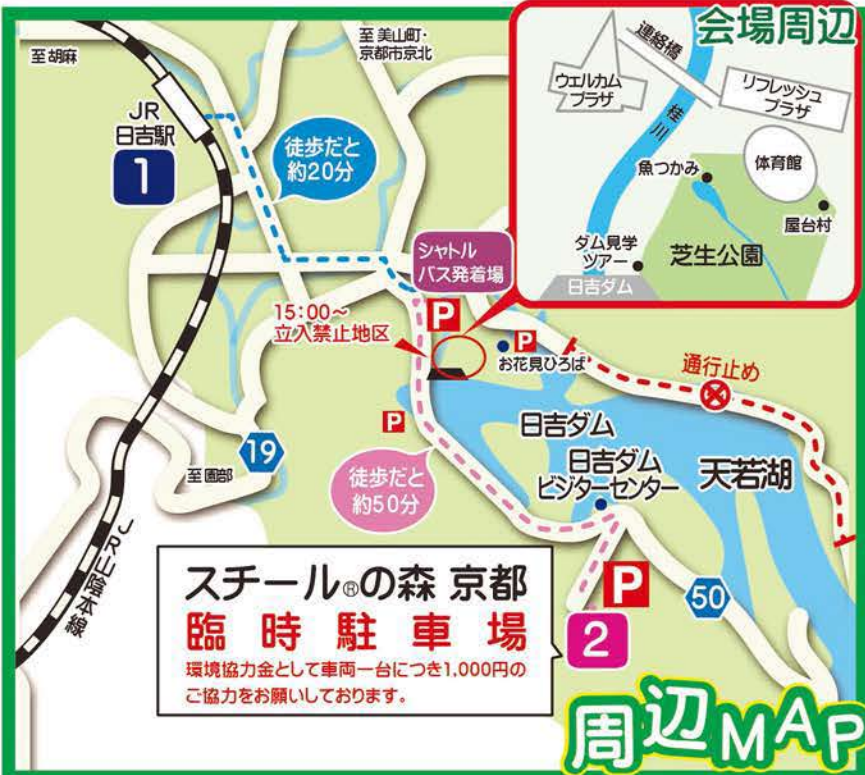 会場周辺
至胡麻
至美山町・
京都市京北
連絡橋
ウェルカム
プラザ
リフレッシュ
プラザ
桂川
JR
日吉駅
1
徒歩だと
約20分
魚つかみ
体育館
屋台村
シャトル
バス発着場
ダム見学
ツアー
芝生公園
日吉ダム
15:00～
立入禁止地区
P
P
お花見ひろば
通行止め
P
日吉ダム
19
至園部
日吉ダム
ビジターセンター
天若湖
徒歩だと
約50分
JR山陰本線
スチール®の森 京都
臨時駐車場
環境協力金として車両一台につき1,000円の
ご協力をお願いしております。
P
2
50
周辺MAP